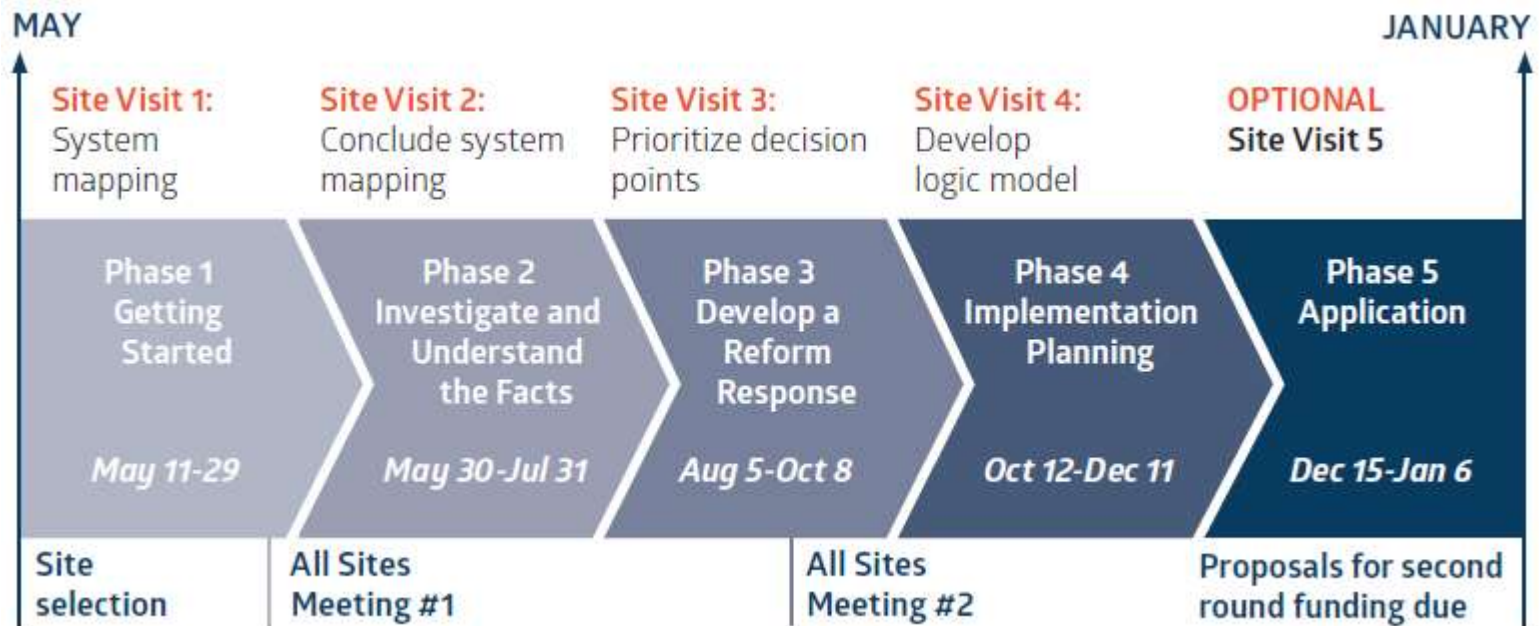 MAY
JANUARY
Site Visit 1:
System
mapping
Site Visit 2:
Conclude system
mapping
Site Visit 3:
Prioritize decision
points
Site Visit 4:
Develop
logic model
OPTIONAL
Site Visit 5
Phase 1
Getting
Started
May 11-29
Phase 2
Investigate and
Understand
the Facts
May 30-Jul 31
Phase 3
Develop a
Reform
Response
Aug 5-Oct 8
Phase 4
Implementation
Planning
Oct 12-Dec 11
Phase 5
Application
Dec 15-Jan 6
Site
selection
All Sites
Meeting #1
All Sites
Meeting #2
Proposals for second
round funding due